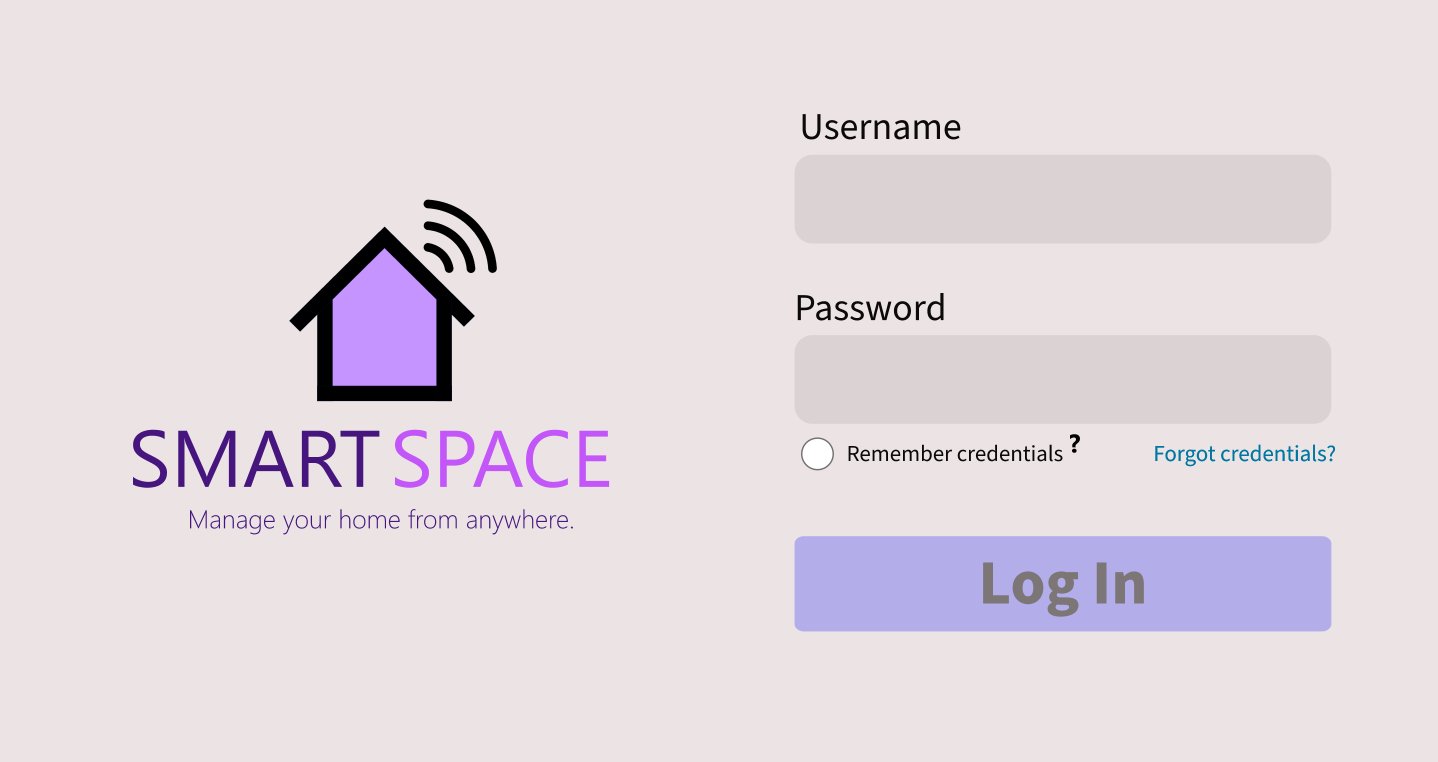 SMART SPACE
Manage your home from anywhere.
Username
Password
Remember credentials ?
Forgot credentials?
Log In